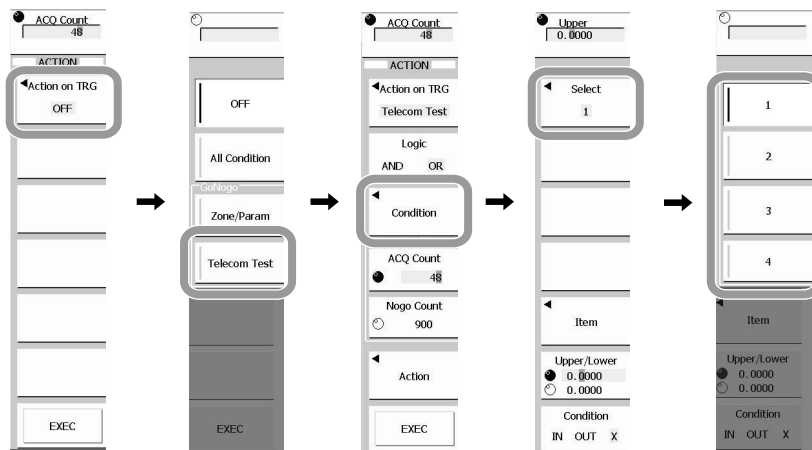 ACQ Count
48
ACTION
Action on TRG
OFF
EXEC
OFF
All Condition
GoNogo
Zone/Param
Telecom Test
EXEC
ACQ Count
48
ACTION
Action on TRG
Telecom Test
Logic
AND OR
Condition
ACQ Count
48
Nogo Count
900
Action
EXEC
Upper
0.0000
Select
1
Item
Upper/Lower
0.0000
0.0000
Condition
IN OUT X
1
2
3
4
Item
Upper/Lower
0.0000
0.0000
Condition
IN OUT X